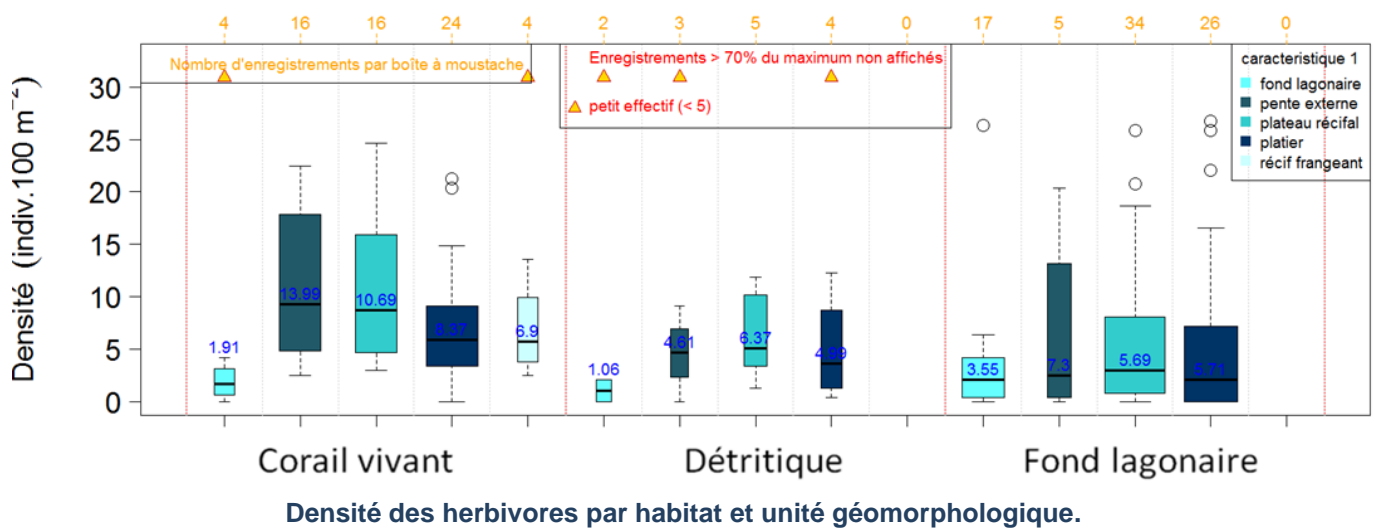 4 16 16 24 4 2 3 5 4 0 17 5 34 26 0
Nombre d'enregistrements par boîte à moustache
Enregistrements > 70% du maximum non affichés
petit effectif (< 5)
caracteristique 1
fond lagonaire
pente externe
plateau récifal
platier
récif frangeant
Densité (indiv.100 m⁻²)
30
25
20
15
10
5
0
1.91 13.99 10.69 8.37 6.9 1.06 4.61 6.37 4.99 3.55 7.3 5.69 5.71
Corail vivant Détritique Fond lagonaire
Densité des herbivores par habitat et unité géomorphologique.